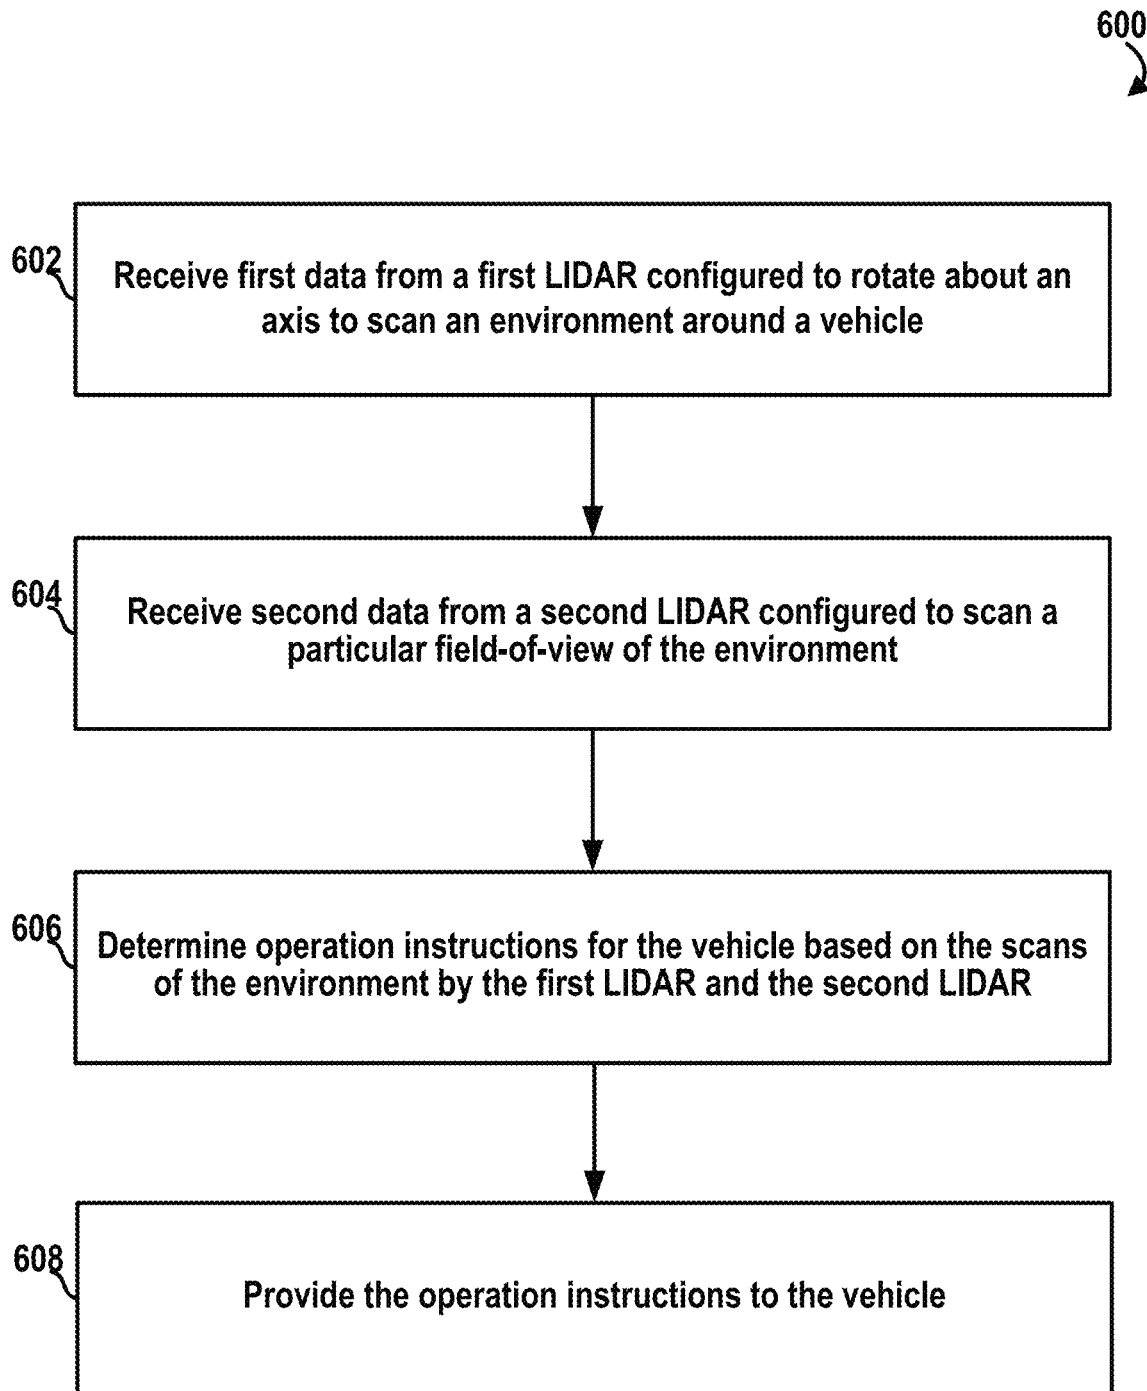 600
602
Receive first data from a first LIDAR configured to rotate about an
axis to scan an environment around a vehicle
604
Receive second data from a second LIDAR configured to scan a
particular field-of-view of the environment
606
Determine operation instructions for the vehicle based on the scans
of the environment by the first LIDAR and the second LIDAR
608
Provide the operation instructions to the vehicle